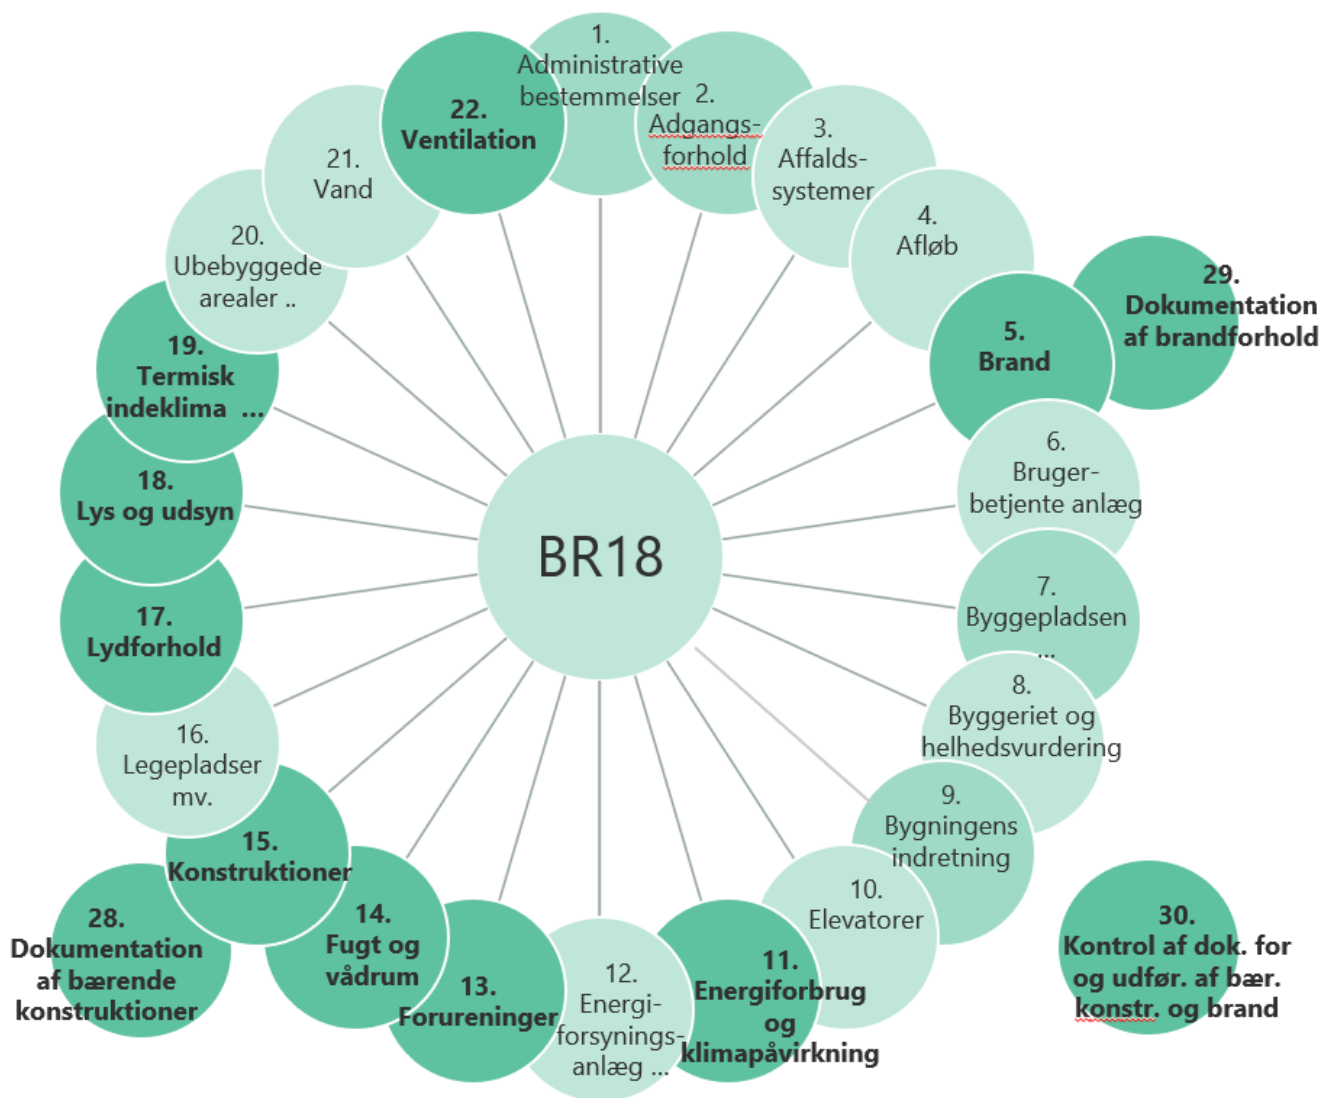 BR18
1.
Administrative
bestemmelser
2.
Adgangs-
forhold
3.
Affalds-
systemer
4.
Afløb
5.
Brand
29.
Dokumentation
af brandforhold
6.
Bruger-
betjente anlæg
7.
Byggepladsen
...
8.
Byggeriet og
helhedsvurdering
9.
Bygningens
indretning
10.
Elevatorer
30.
Kontrol af dok. for
og udfør. af bær.
konstr. og brand
11.
Energiforbrug
og
klimapåvirkning
12.
Energi-
forsynings-
anlæg ...
13.
Forureninger
14.
Fugt og
vådrum
15.
Konstruktioner
28.
Dokumentation
af bærende
konstruktioner
16.
Legepladser
mv.
17.
Lydforhold
18.
Lys og udsyn
19.
Termisk
indeklima ...
20.
Ubebyggede
arealer ..
21.
Vand
22.
Ventilation